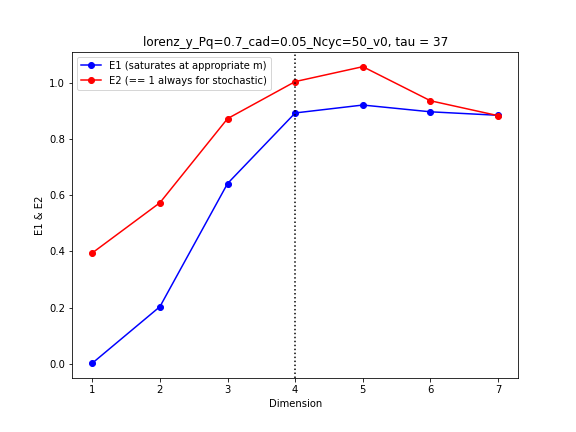 lorenz_y_Pq=0.7_cad=0.05_Ncyc=50_v0, tau = 37
E1 (saturates at appropriate m)
E2 (== 1 always for stochastic)
1.0
0.8
0.6
0.4
0.2
0.0
E1 & E2
1 2 3 4 5 6 7
Dimension